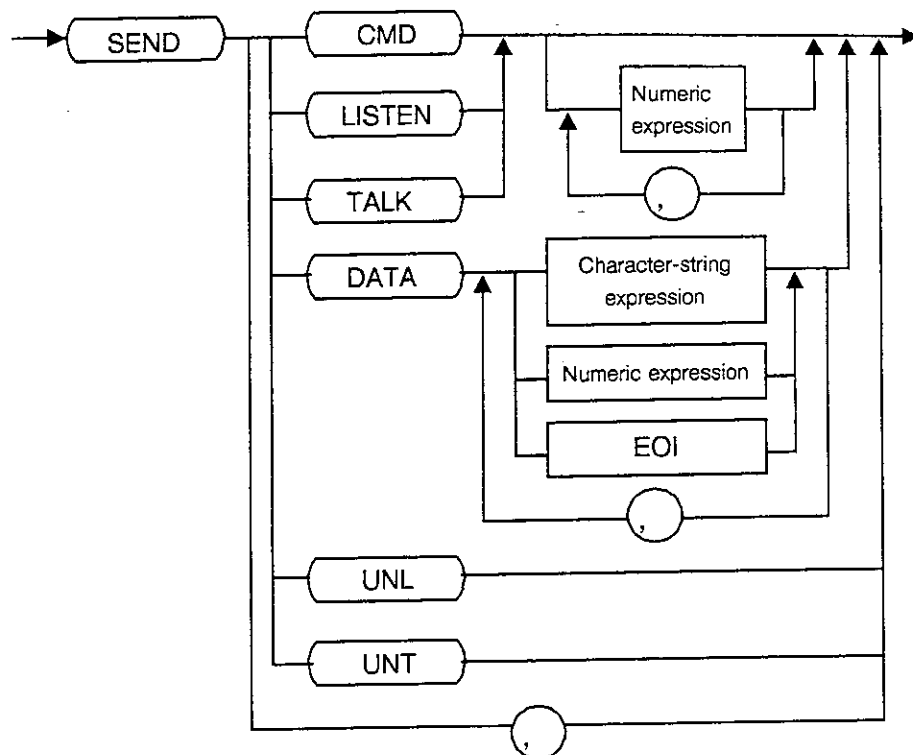 SEND
CMD
LISTEN
TALK
DATA
Numeric
expression
,
Character-string
expression
Numeric expression
EOI
,
UNL
UNT
,